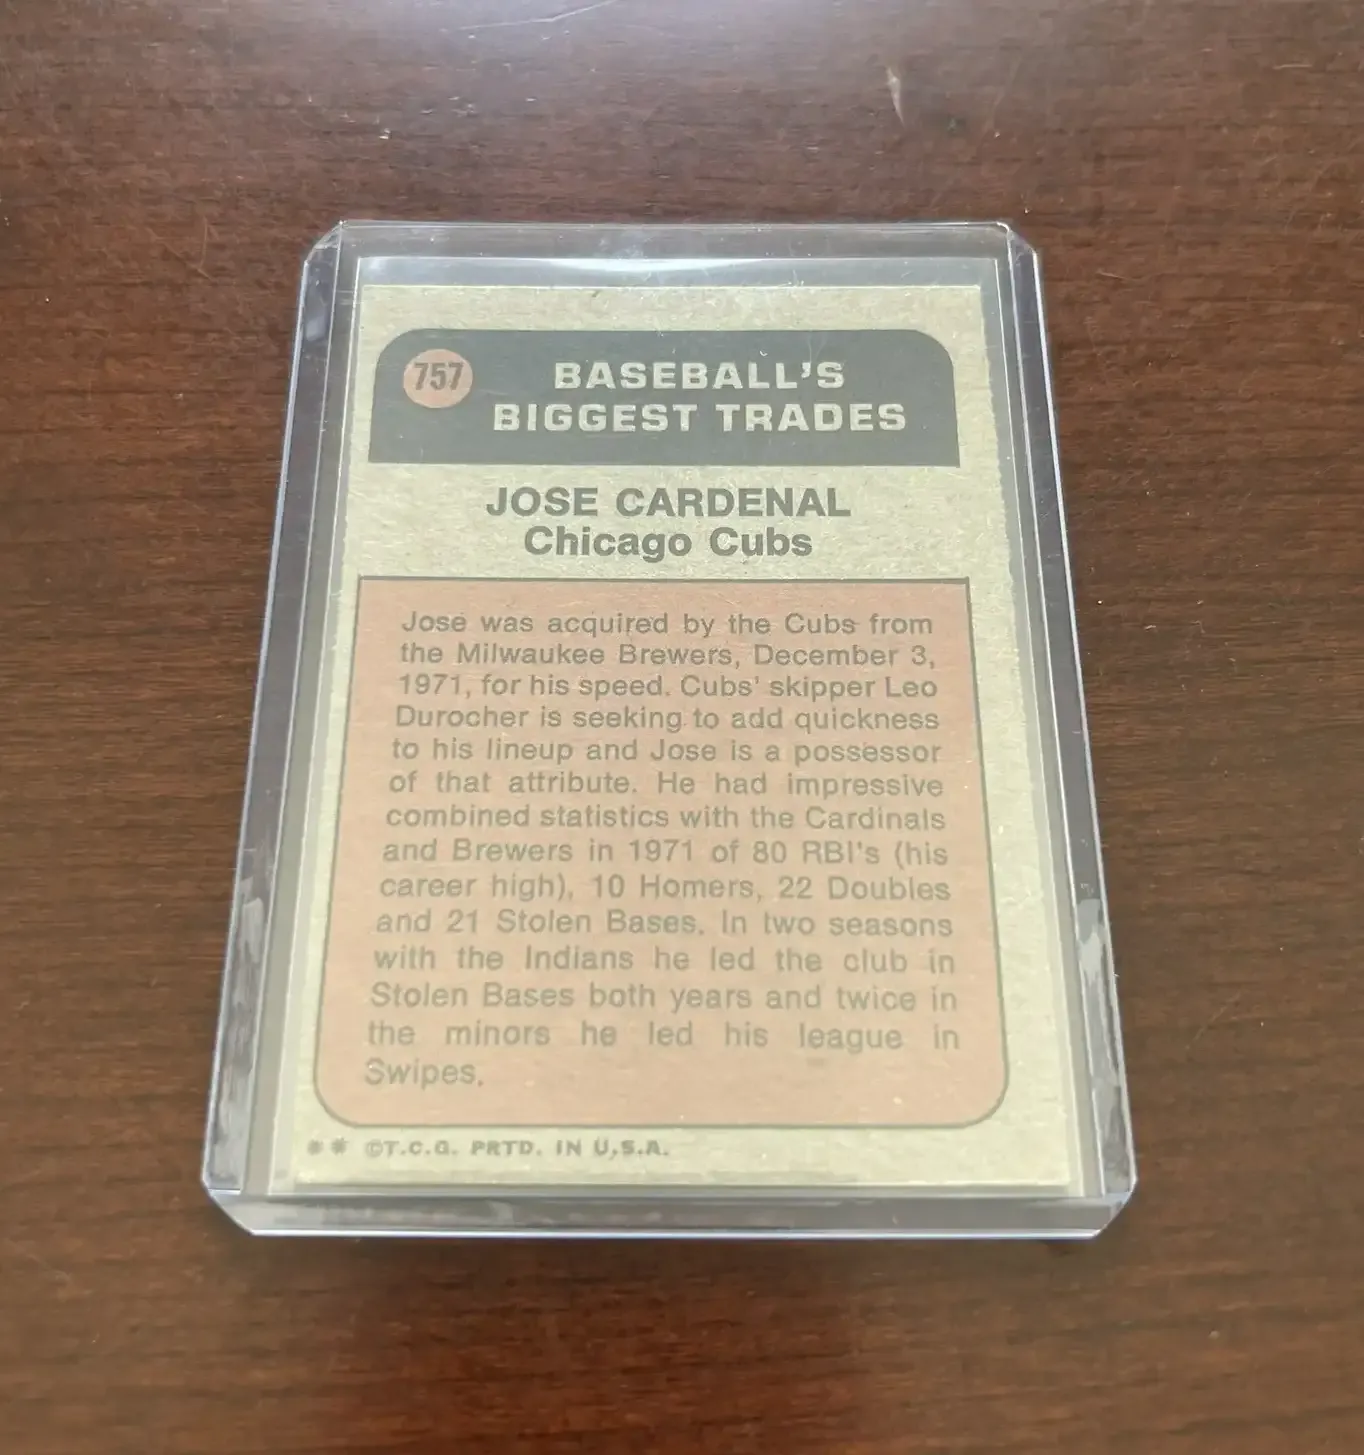 757
BASEBALL'S
BIGGEST TRADES
JOSE CARDENAL
Chicago Cubs
Jose was acquired by the Cubs from
the Milwaukee Brewers, December 3,
1971, for his speed. Cubs' skipper Leo
Durocher is seeking to add quickness
to his lineup and Jose is a possessor
of that attribute. He had impressive
combined statistics with the Cardinals
and Brewers in 1971 of 80 RBI's (his
career high), 10 Homers, 22 Doubles
and 21 Stolen Bases. In two seasons
with the Indians he led the club in
Stolen Bases both years and twice in
the minors he led his league in
Swipes.
** ©T.C.G. PRTD. IN U.S.A.